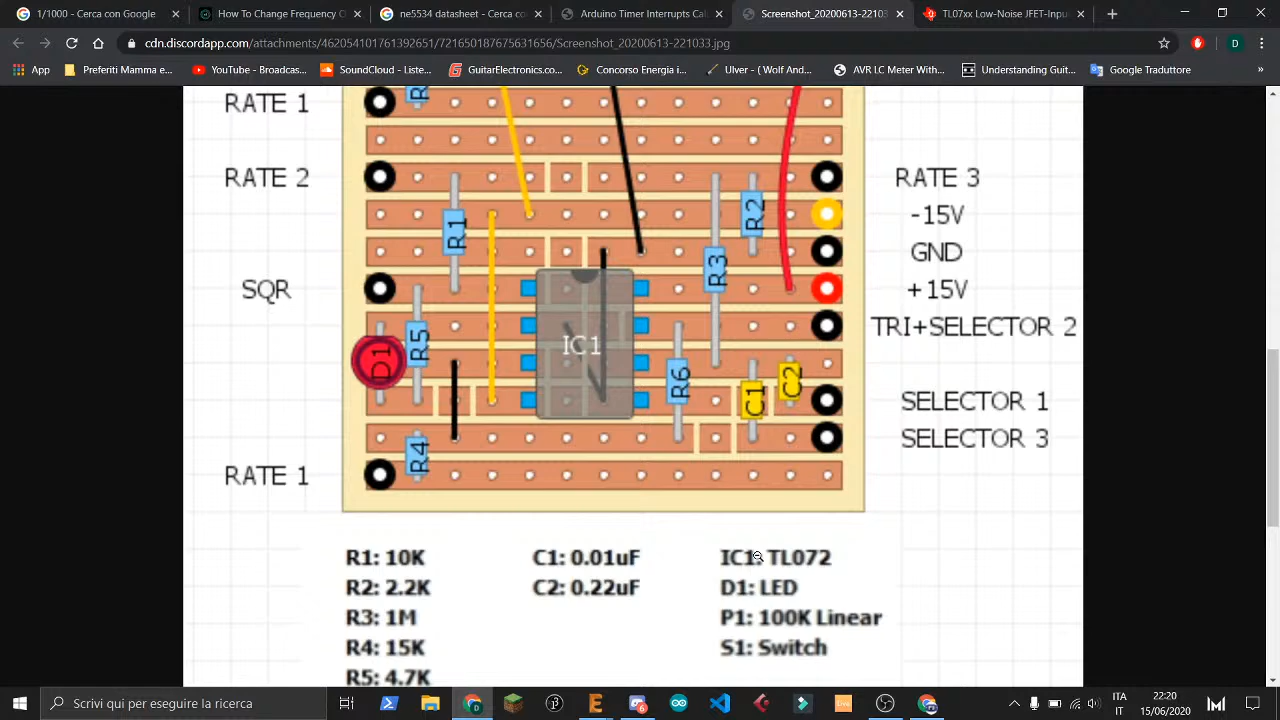 1/1000 - Cerca con Google
How To Change Frequency O
ne5534 datasheet - Cerca co
Arduino Timer Interrupts Cal
Screenshot_20200613-22103
TL07xx Low-Noise JFET-Inpu
cdn.discordapp.com/attachments/462054101761392651/721650187675631656/Screenshot_20200613-221033.jpg
D
App
Preferiti Mamma e...
YouTube - Broadcas...
SoundCloud - Liste...
GuitarElectronics.co...
Concorso Energia i...
Ulver - ( Wolf And...
AVR LC Meter With...
Understanding Guit...
Google Traduttore
RATE 1
R
RATE 2
RATE 3
R2
-15V
R1
GND
R3
SQR
+15V
TRI+SELECTOR 2
IC1
R5
D1
R6
C2
C1
SELECTOR 1
SELECTOR 3
R4
RATE 1
R1: 10K
C1: 0.01uF
IC1: TL072
R2: 2.2K
C2: 0.22uF
D1: LED
R3: 1M
P1: 100K Linear
R4: 15K
S1: Switch
R5: 4.7K
Scrivi qui per eseguire la ricerca
ITA
IT
22:20
15/06/2020